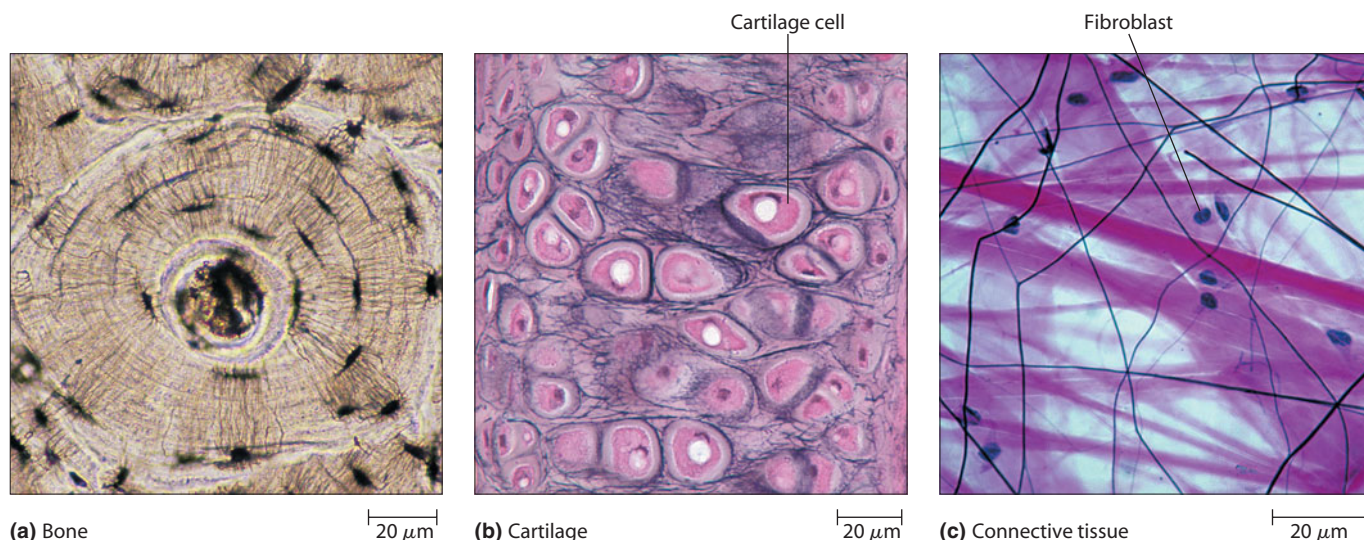 Cartilage cell
Fibroblast
(a) Bone
20 μm
(b) Cartilage
20 μm
(c) Connective tissue
20 μm